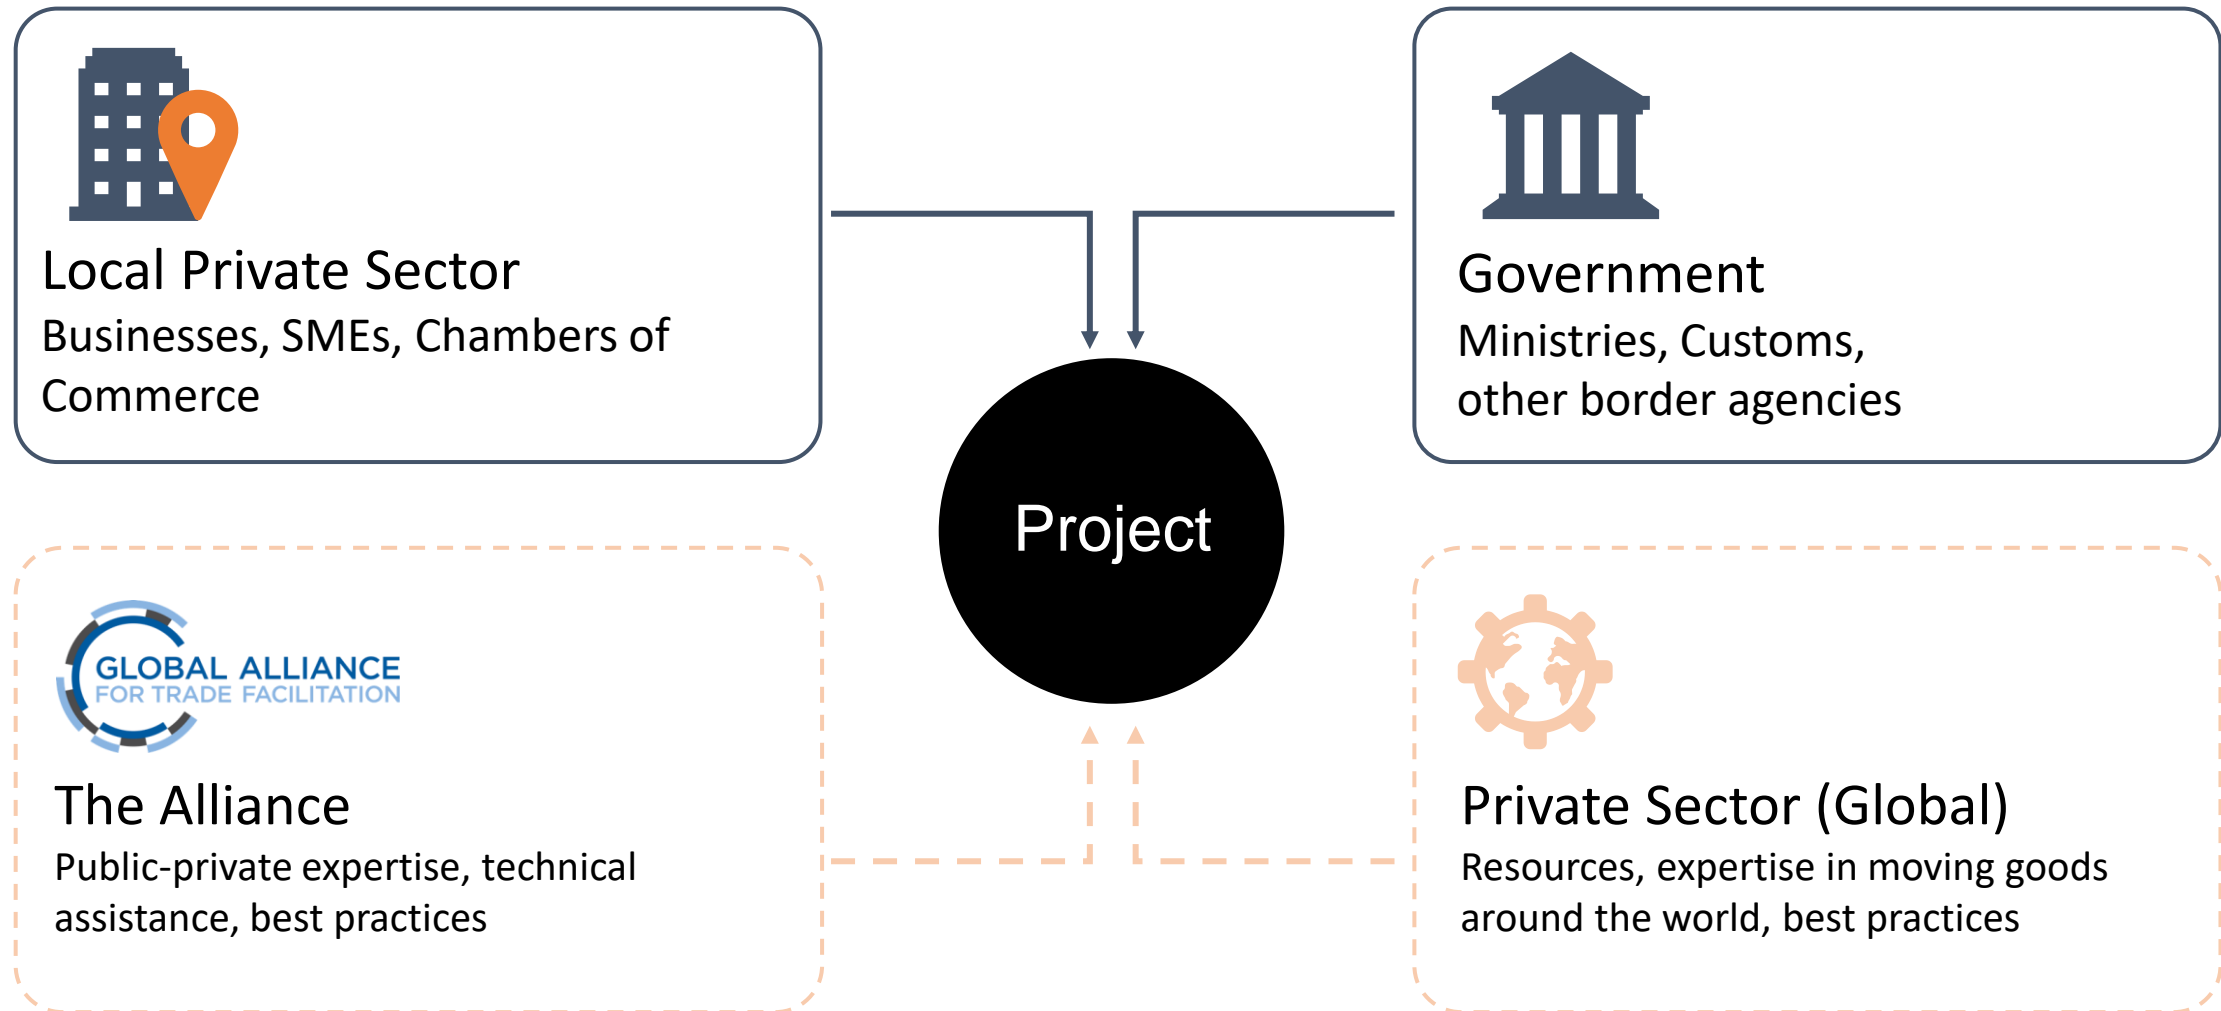 Local Private Sector
Businesses, SMEs, Chambers of
Commerce
Government
Ministries, Customs,
other border agencies
Project
GLOBAL ALLIANCE
FOR TRADE FACILITATION
The Alliance
Public-private expertise, technical
assistance, best practices
Private Sector (Global)
Resources, expertise in moving goods
around the world, best practices